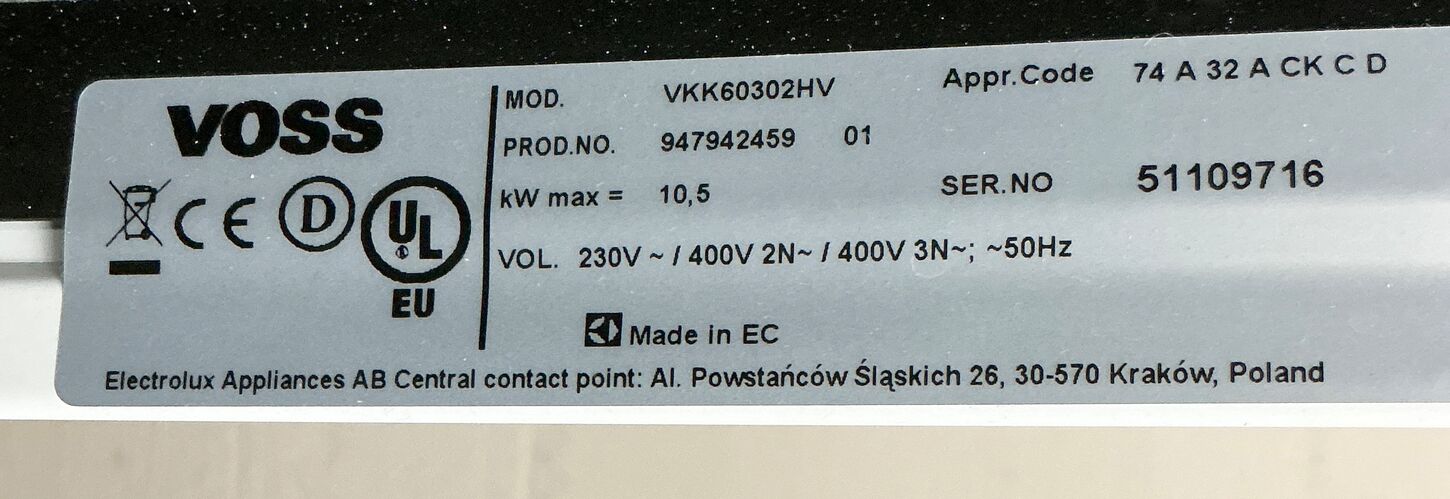 VOSS
CE D UL
EU
MOD. VKK60302HV Appr.Code 74 A 32 A CK C D
PROD.NO. 947942459 01
kW max = 10,5 SER.NO 51109716
VOL. 230V ~ / 400V 2N~ / 400V 3N~; ~50Hz
Made in EC
Electrolux Appliances AB Central contact point: Al. Powstańców Śląskich 26, 30-570 Kraków, Poland